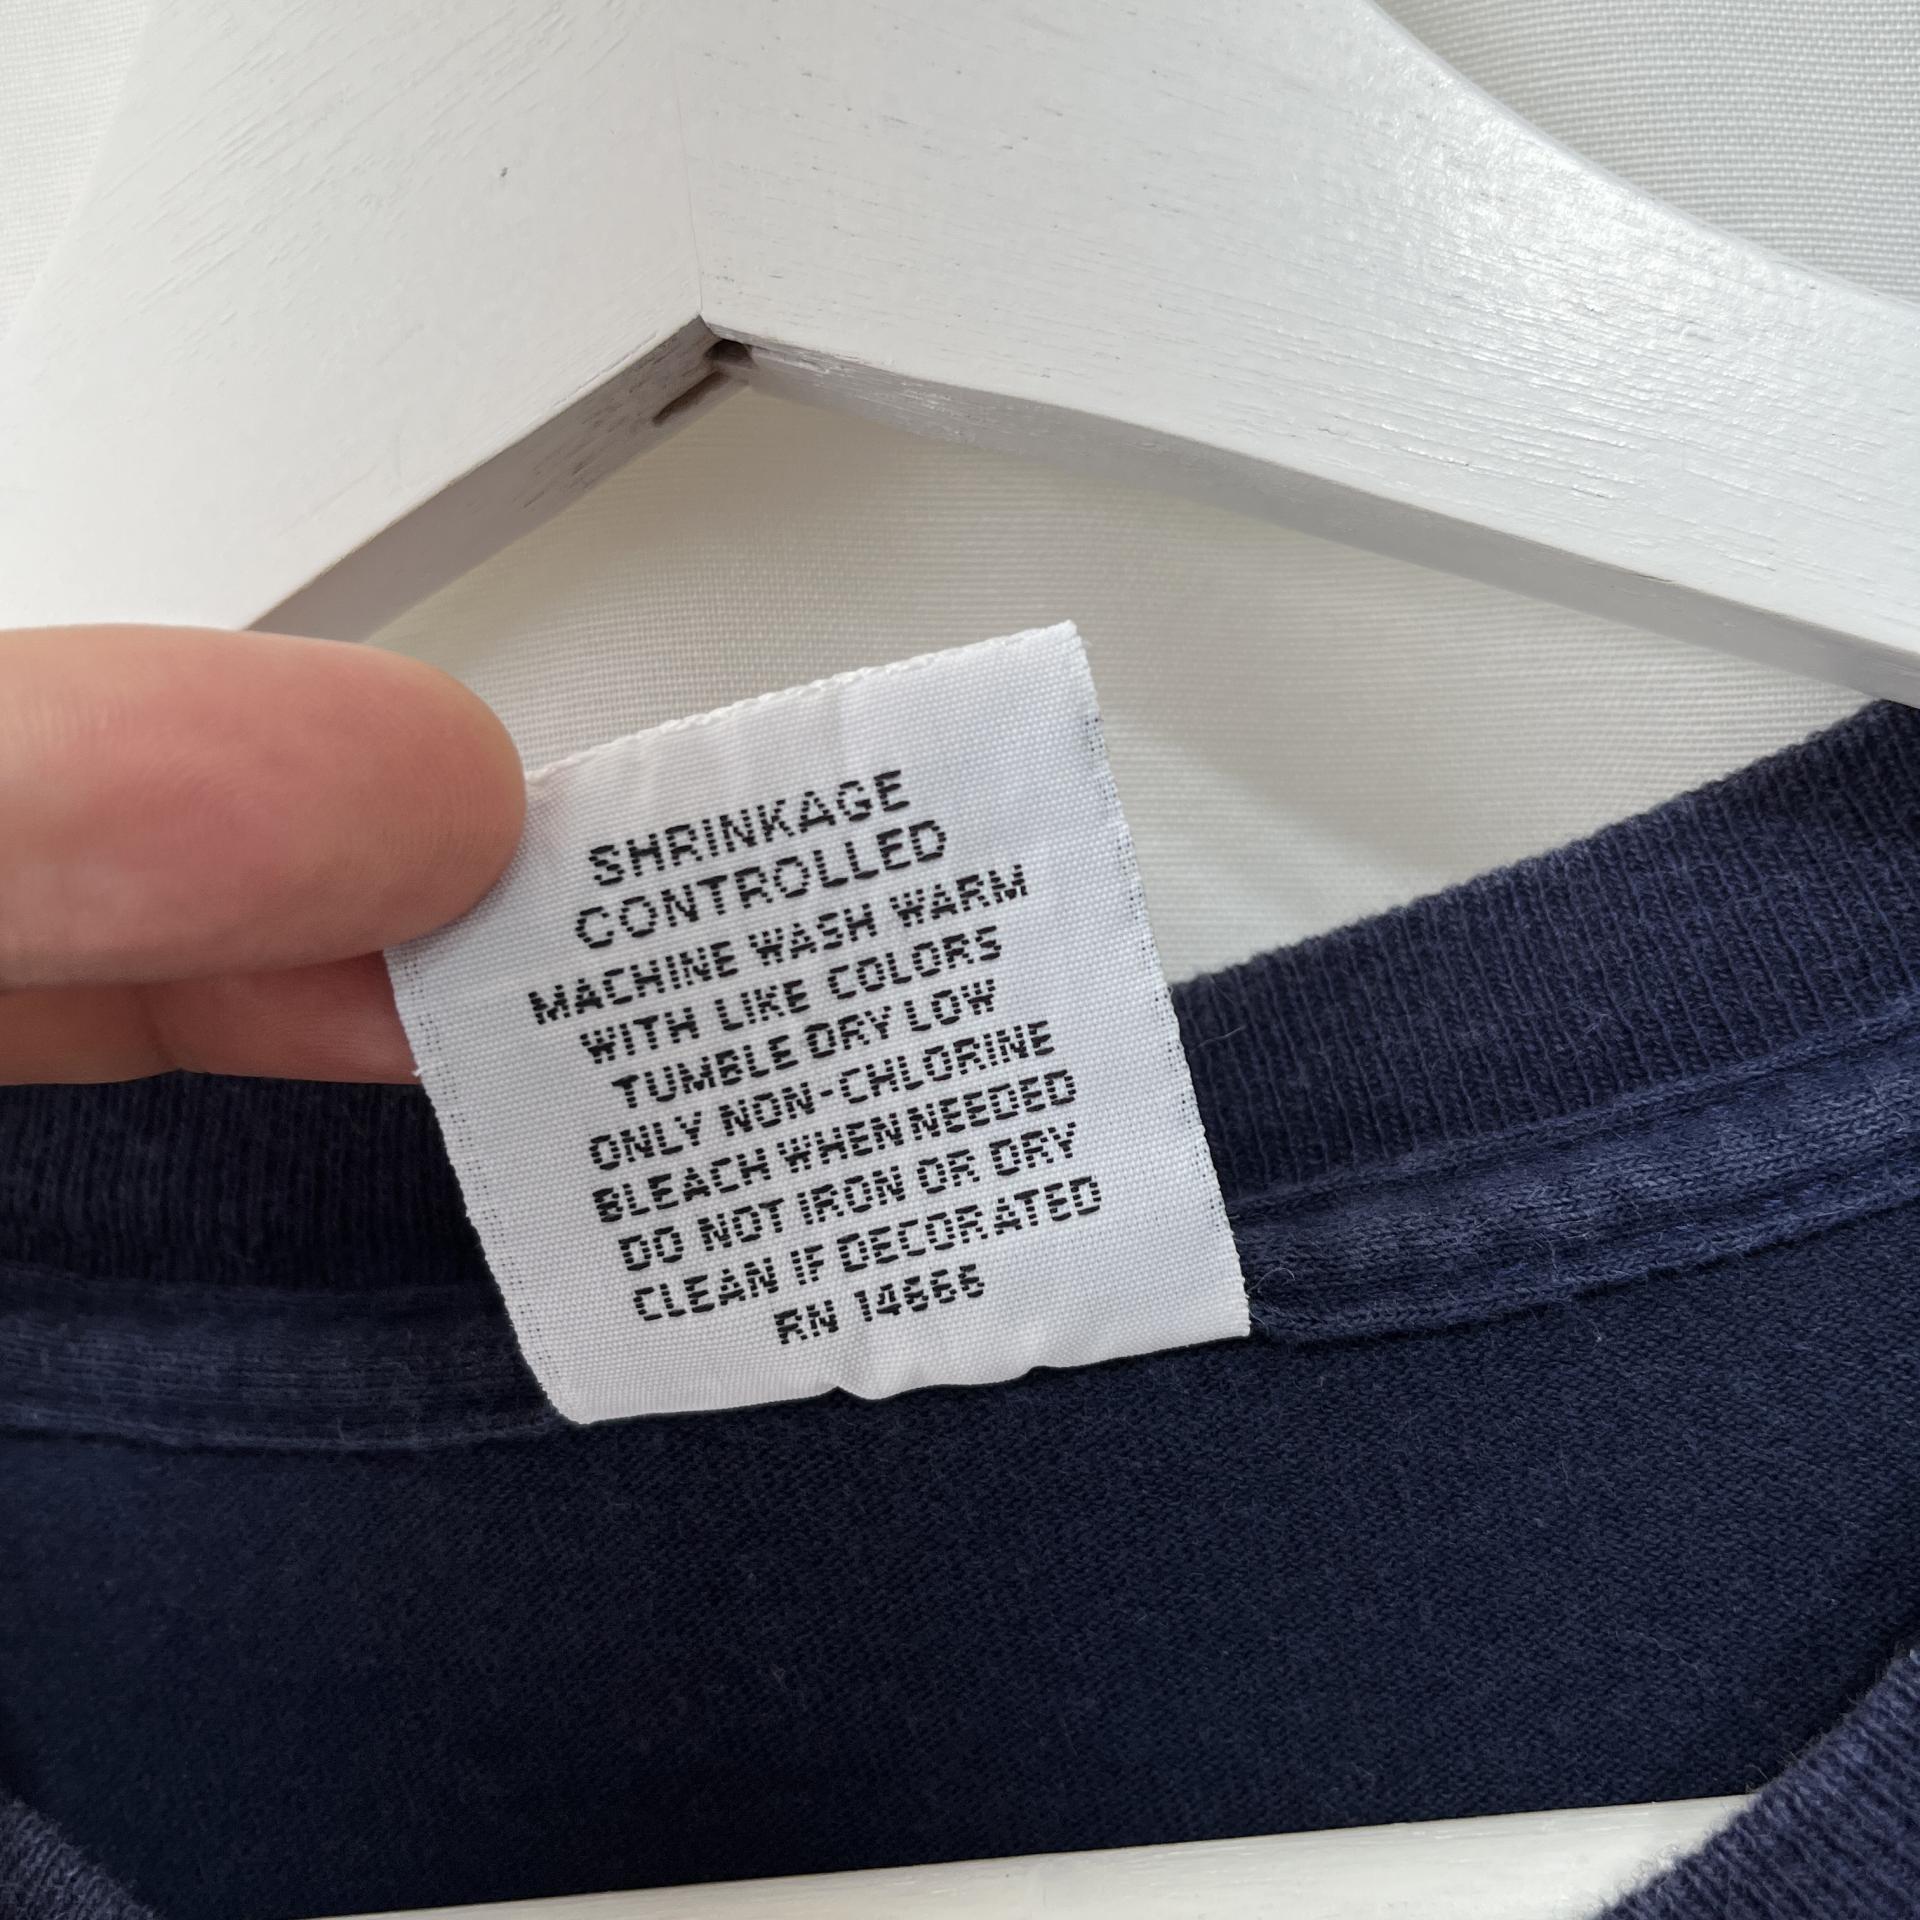 SHRINKAGE
CONTROLLED
MACHINE WASH WARM
WITH LIKE COLORS
TUMBLE DRY LOW
ONLY NON-CHLORINE
BLEACH WHEN NEEDED
DO NOT IRON OR DRY
CLEAN IF DECORATED
RN 14666